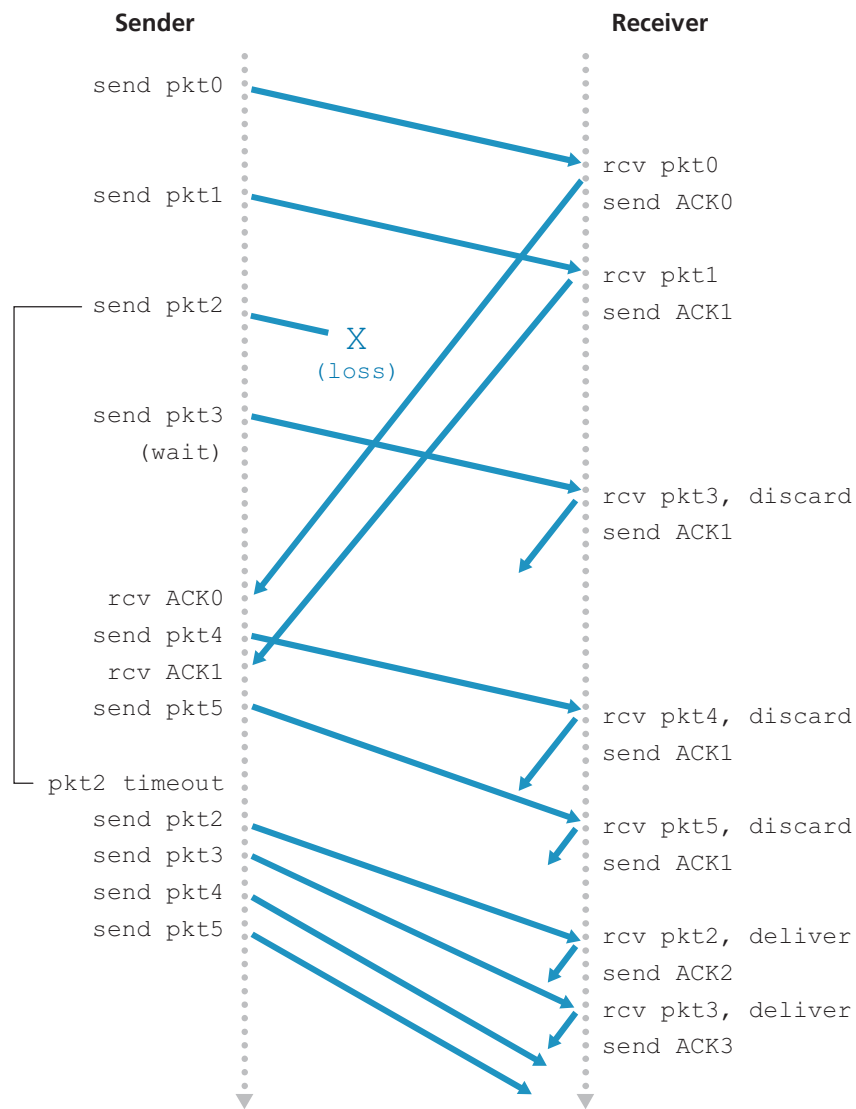 Sender
Receiver
send pkt0
rcv pkt0
send pkt1
send ACK0
rcv pkt1
send pkt2
send ACK1
X
(loss)
send pkt3
(wait)
rcv pkt3, discard
send ACK1
rcv ACK0
send pkt4
rcv ACK1
send pkt5
rcv pkt4, discard
send ACK1
pkt2 timeout
send pkt2
rcv pkt5, discard
send pkt3
send ACK1
send pkt4
send pkt5
rcv pkt2, deliver
send ACK2
rcv pkt3, deliver
send ACK3